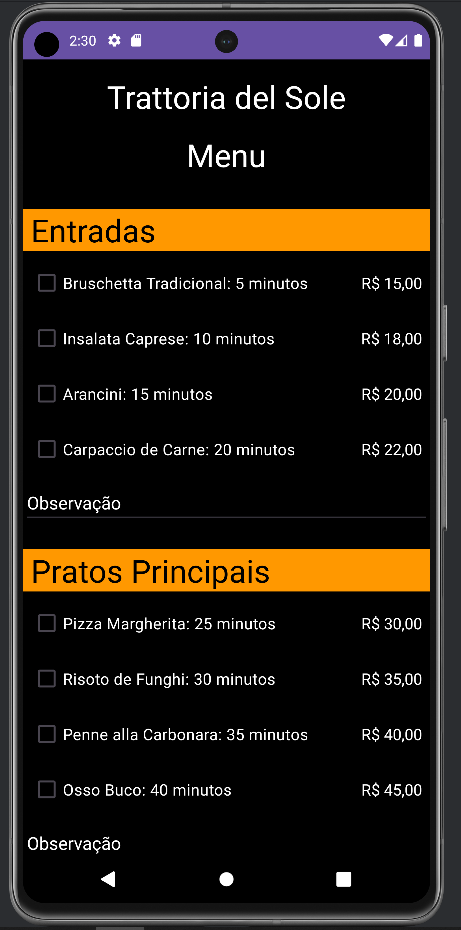 2:30
Trattoria del Sole
Menu
Entradas
Bruschetta Tradicional: 5 minutos R$ 15,00
Insalata Caprese: 10 minutos R$ 18,00
Arancini: 15 minutos R$ 20,00
Carpaccio de Carne: 20 minutos R$ 22,00
Observação
Pratos Principais
Pizza Margherita: 25 minutos R$ 30,00
Risoto de Funghi: 30 minutos R$ 35,00
Penne alla Carbonara: 35 minutos R$ 40,00
Osso Buco: 40 minutos R$ 45,00
Observação